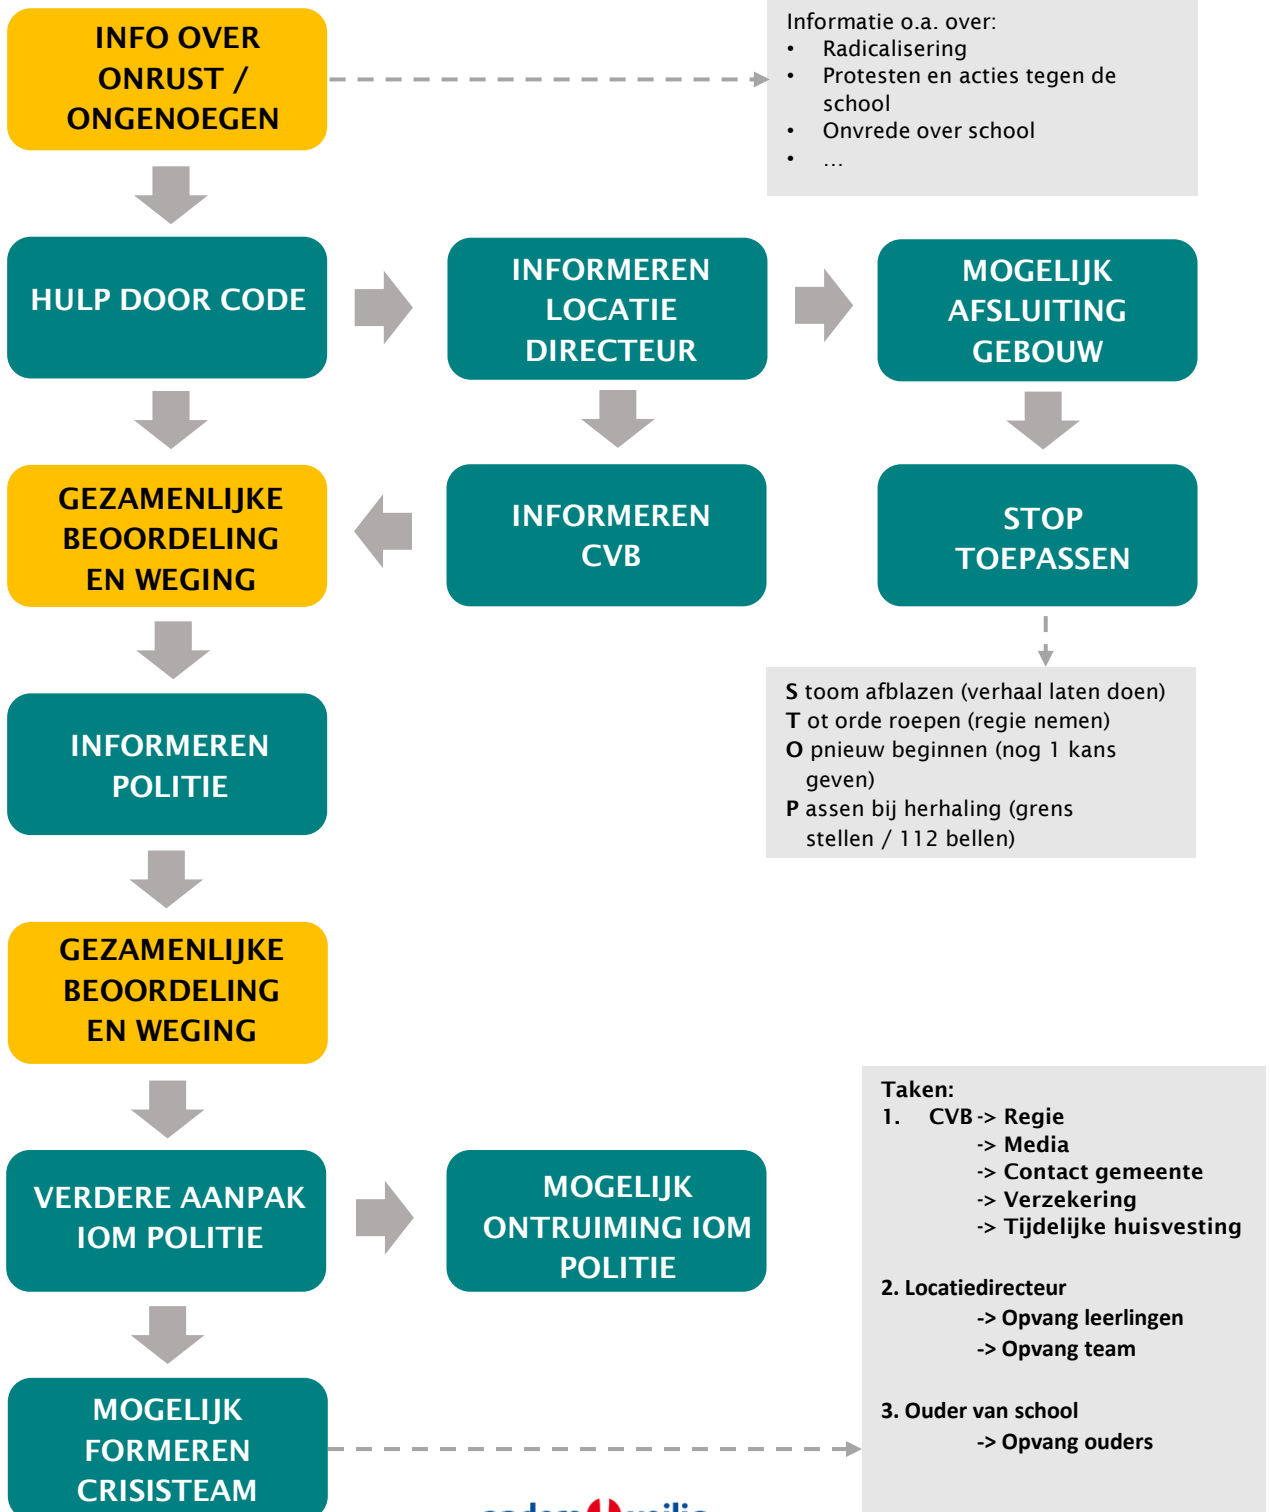 INFO OVER
ONRUST /
ONGENOEGEN
Informatie o.a. over:
• Radicalisering
• Protesten en acties tegen de
school
• Onvrede over school
• …
HULP DOOR CODE
INFORMEREN
LOCATIE
DIRECTEUR
MOGELIJK
AFSLUITING
GEBOUW
GEZAMENLIJKE
BEOORDELING
EN WEGING
INFORMEREN
CVB
STOP
TOEPASSEN
S toom afblazen (verhaal laten doen)
T ot orde roepen (regie nemen)
O pnieuw beginnen (nog 1 kans
geven)
P assen bij herhaling (grens
stellen / 112 bellen)
INFORMEREN
POLITIE
GEZAMENLIJKE
BEOORDELING
EN WEGING
VERDERE AANPAK
IOM POLITIE
MOGELIJK
ONTRUIMING IOM
POLITIE
MOGELIJK
FORMEREN
CRISISTEAM
Taken:
1. CVB -> Regie
-> Media
-> Contact gemeente
-> Verzekering
-> Tijdelijke huisvesting
2. Locatiedirecteur
-> Opvang leerlingen
-> Opvang team
3. Ouder van school
-> Opvang ouders